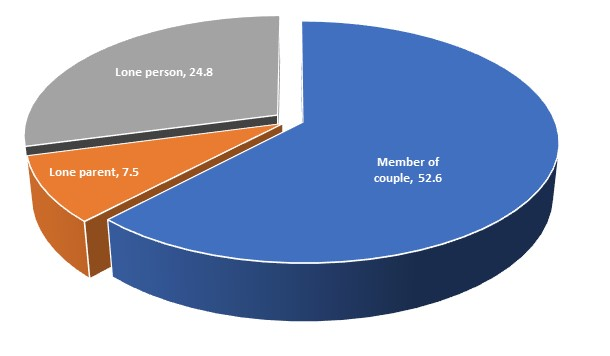 Lone person, 24.8
Lone parent, 7.5
Member of
couple, 52.6